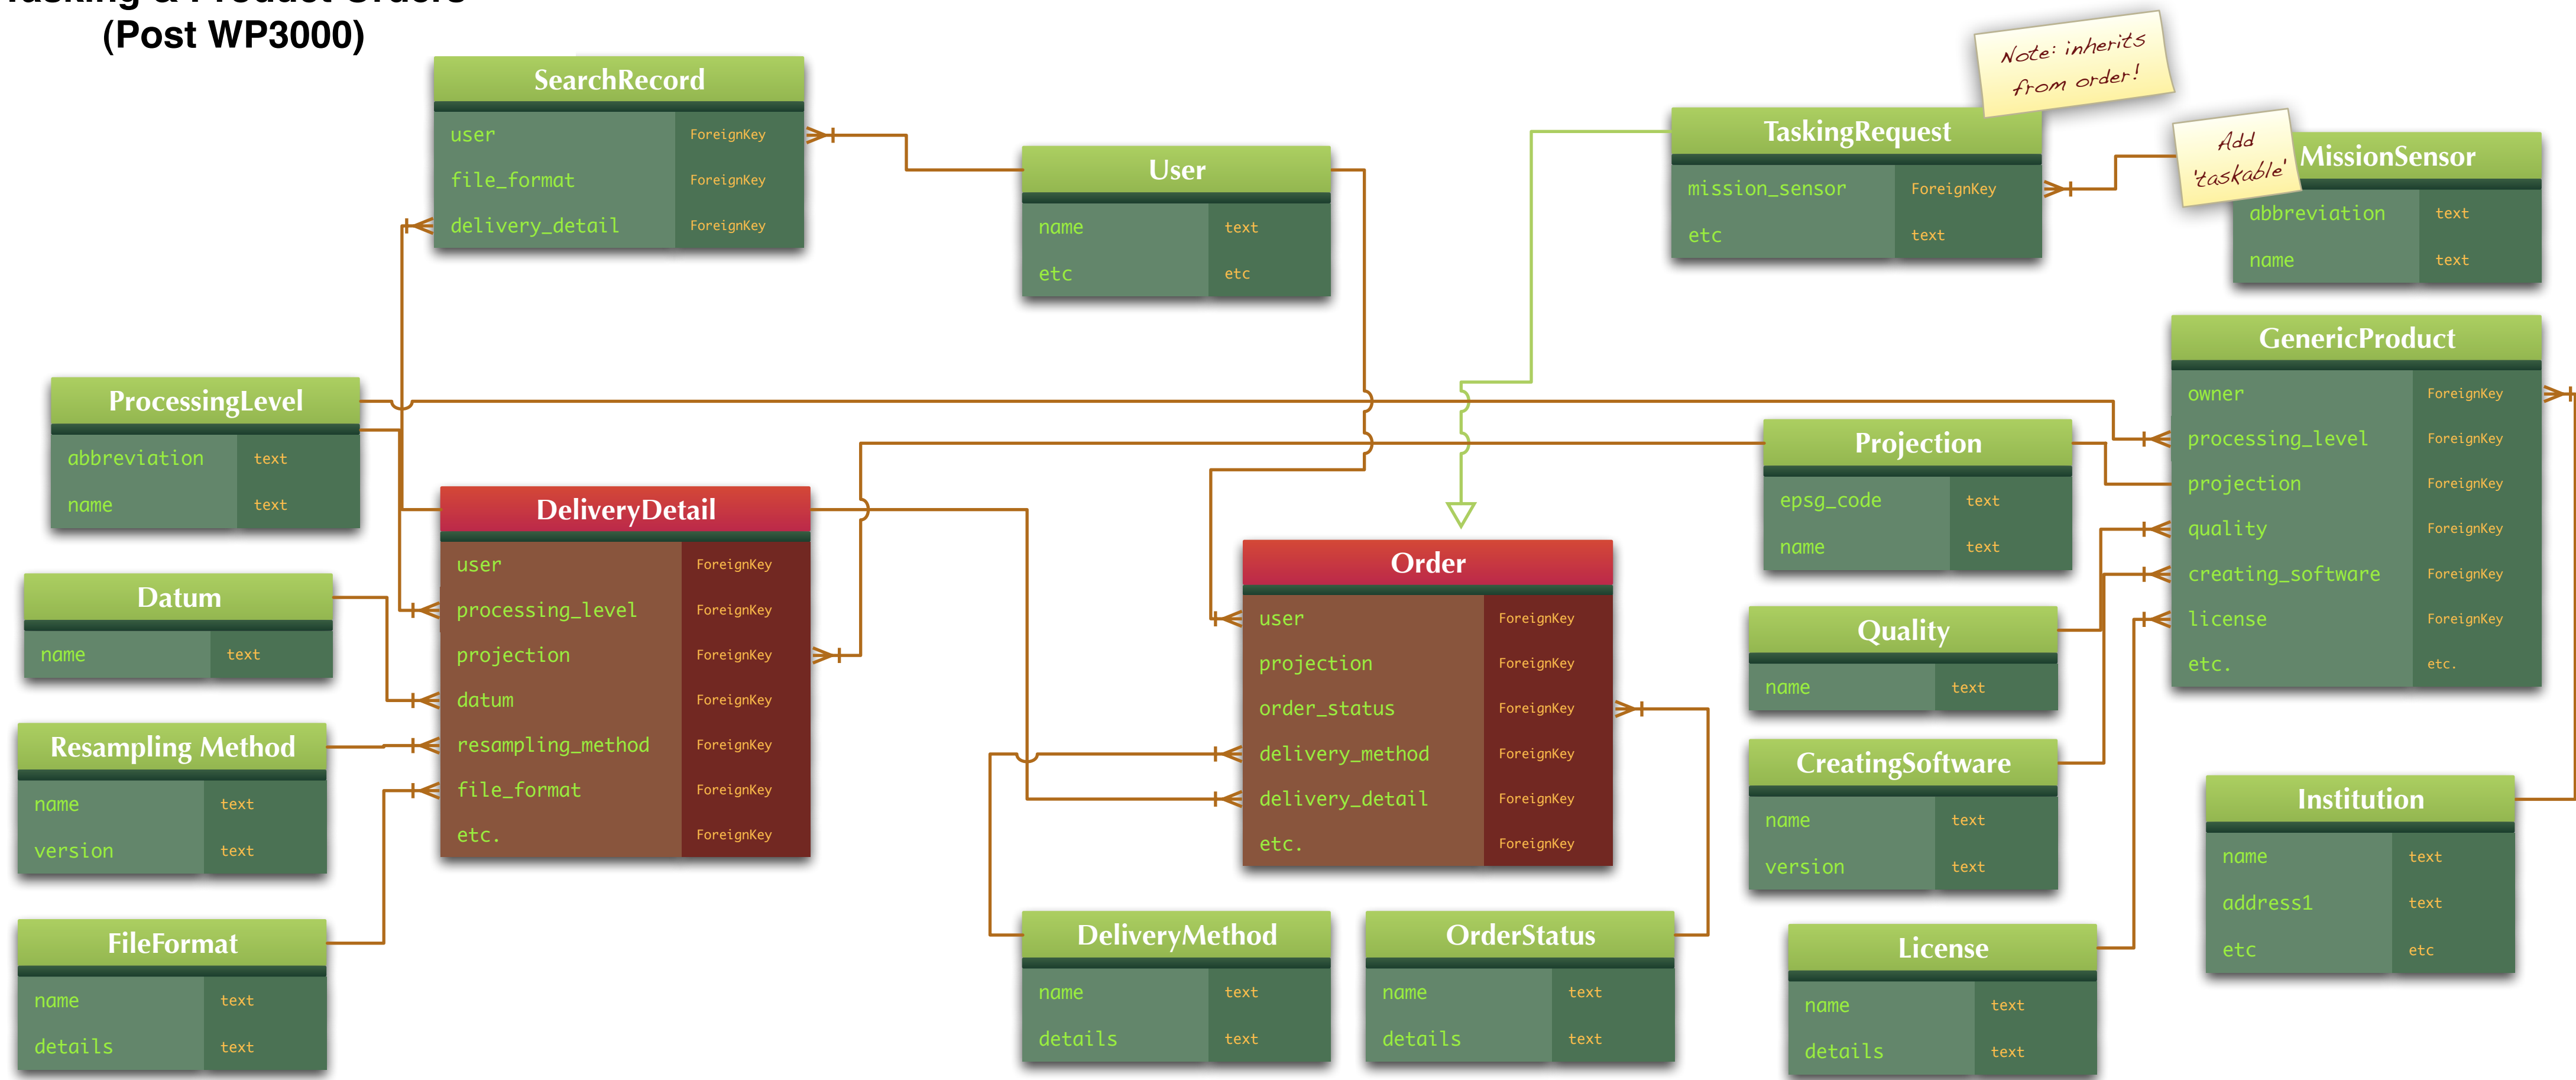 Tasking & Product Orders
(Post WP3000)
SearchRecord
user ForeignKey
file_format ForeignKey
delivery_detail ForeignKey
User
name text
etc etc
Note: inherits
from order!
TaskingRequest
mission_sensor ForeignKey
etc text
Add
'taskable'
MissionSensor
abbreviation text
name text
GenericProduct
owner ForeignKey
processing_level ForeignKey
projection ForeignKey
quality ForeignKey
creating_software ForeignKey
license ForeignKey
etc. etc.
ProcessingLevel
abbreviation text
name text
Projection
epsg_code text
name text
DeliveryDetail
user ForeignKey
processing_level ForeignKey
projection ForeignKey
datum ForeignKey
resampling_method ForeignKey
file_format ForeignKey
etc. ForeignKey
Order
user ForeignKey
projection ForeignKey
order_status ForeignKey
delivery_method ForeignKey
delivery_detail ForeignKey
etc. ForeignKey
Datum
name text
Quality
name text
Resampling Method
name text
version text
CreatingSoftware
name text
version text
Institution
name text
address1 text
etc etc
FileFormat
name text
details text
DeliveryMethod
name text
details text
OrderStatus
name text
details text
License
name text
details text